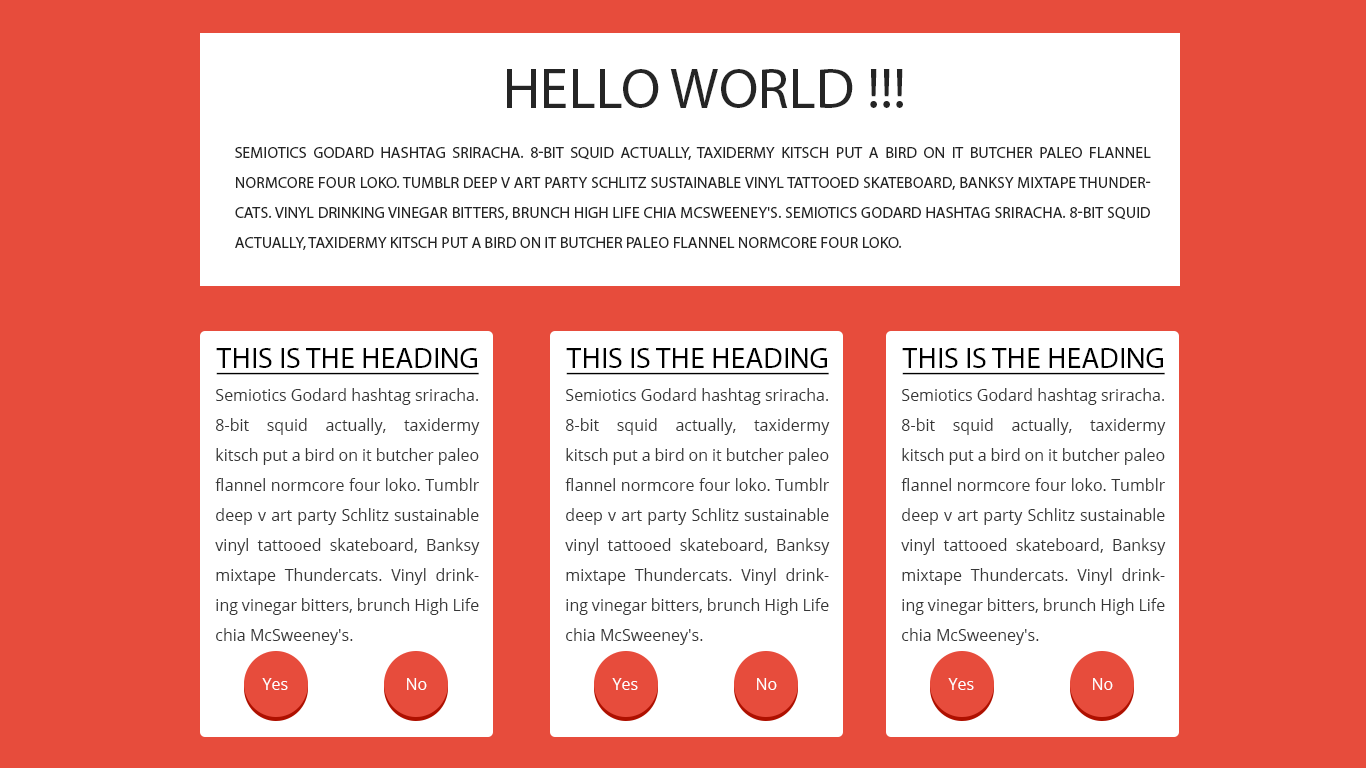 HELLO WORLD !!!
SEMIOTICS GODARD HASHTAG SRIRACHA. 8-BIT SQUID ACTUALLY, TAXIDERMY KITSCH PUT A BIRD ON IT BUTCHER PALEO FLANNEL
NORMCORE FOUR LOKO. TUMBLR DEEP V ART PARTY SCHLITZ SUSTAINABLE VINYL TATTOOED SKATEBOARD, BANKSY MIXTAPE THUNDER-
CATS. VINYL DRINKING VINEGAR BITTERS, BRUNCH HIGH LIFE CHIA MCSWEENEY'S. SEMIOTICS GODARD HASHTAG SRIRACHA. 8-BIT SQUID
ACTUALLY, TAXIDERMY KITSCH PUT A BIRD ON IT BUTCHER PALEO FLANNEL NORMCORE FOUR LOKO.
THIS IS THE HEADING
Semiotics Godard hashtag sriracha.
8-bit squid actually, taxidermy
kitsch put a bird on it butcher paleo
flannel normcore four loko. Tumblr
deep v art party Schlitz sustainable
vinyl tattooed skateboard, Banksy
mixtape Thundercats. Vinyl drink-
ing vinegar bitters, brunch High Life
chia McSweeney's.
Yes No
THIS IS THE HEADING
Semiotics Godard hashtag sriracha.
8-bit squid actually, taxidermy
kitsch put a bird on it butcher paleo
flannel normcore four loko. Tumblr
deep v art party Schlitz sustainable
vinyl tattooed skateboard, Banksy
mixtape Thundercats. Vinyl drink-
ing vinegar bitters, brunch High Life
chia McSweeney's.
Yes No
THIS IS THE HEADING
Semiotics Godard hashtag sriracha.
8-bit squid actually, taxidermy
kitsch put a bird on it butcher paleo
flannel normcore four loko. Tumblr
deep v art party Schlitz sustainable
vinyl tattooed skateboard, Banksy
mixtape Thundercats. Vinyl drink-
ing vinegar bitters, brunch High Life
chia McSweeney's.
Yes No